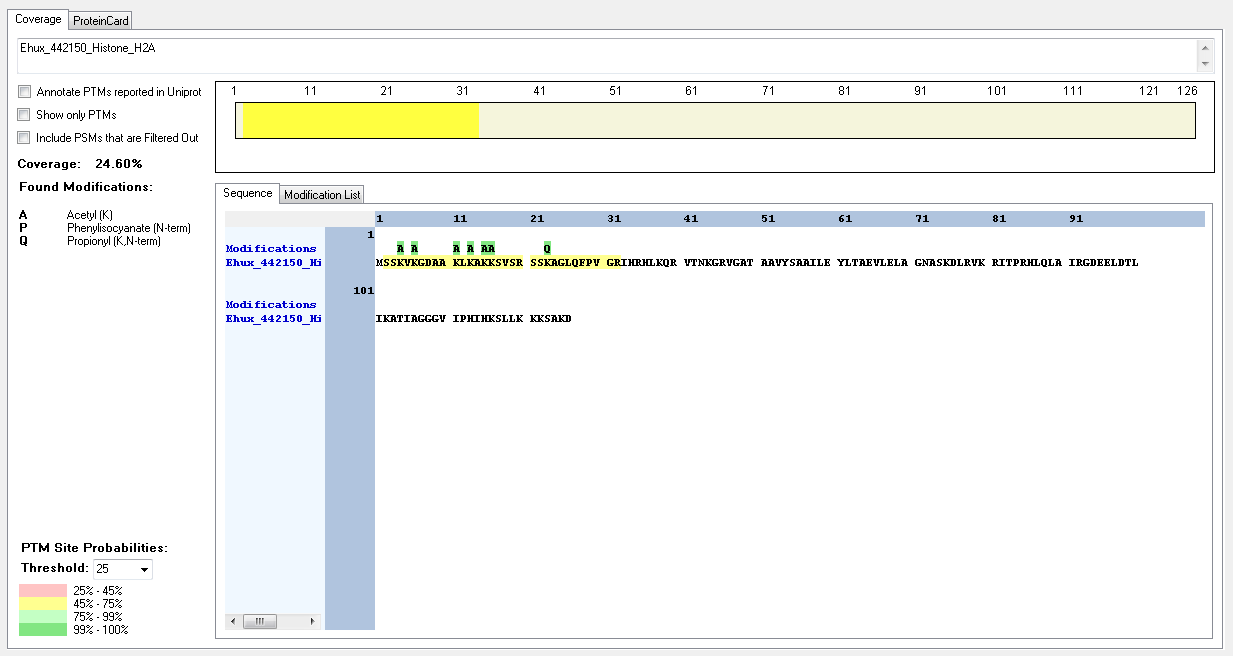 Coverage ProteinCard
Ehux_442150_Histone_H2A
Annotate PTMs reported in Uniprot
Show only PTMs
Include PSMs that are Filtered Out
Coverage: 24.60%
Found Modifications:
A Acetyl (K)
P Phenylisocyanate (N-term)
Q Propionyl (K,N-term)
1 11 21 31 41 51 61 71 81 91 101 111 121 126
Sequence Modification List
1 11 21 31 41 51 61 71 81 91
1
Modifications A A A A AA Q
Ehux_442150_Hi MSSKVKGDAA KLKAKKSVSR SSKAGLQFPV GRIHRHLKQR VTNKGRVGAT AAVYSAAILE YLTAEVLELA GNASKDLRVK RITPRHLQLA IRGDEELDTL
101
Modifications
Ehux_442150_Hi IKATIAGGGV IPHIHKSLLK KKSAKD
PTM Site Probabilities:
Threshold: 25
25% - 45%
45% - 75%
75% - 99%
99% - 100%